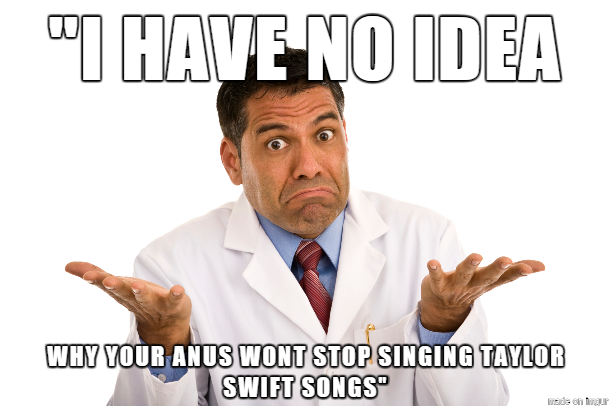 "I HAVE NO IDEA
WHY YOUR ANUS WONT STOP SINGING TAYLOR
SWIFT SONGS"
made on imgur